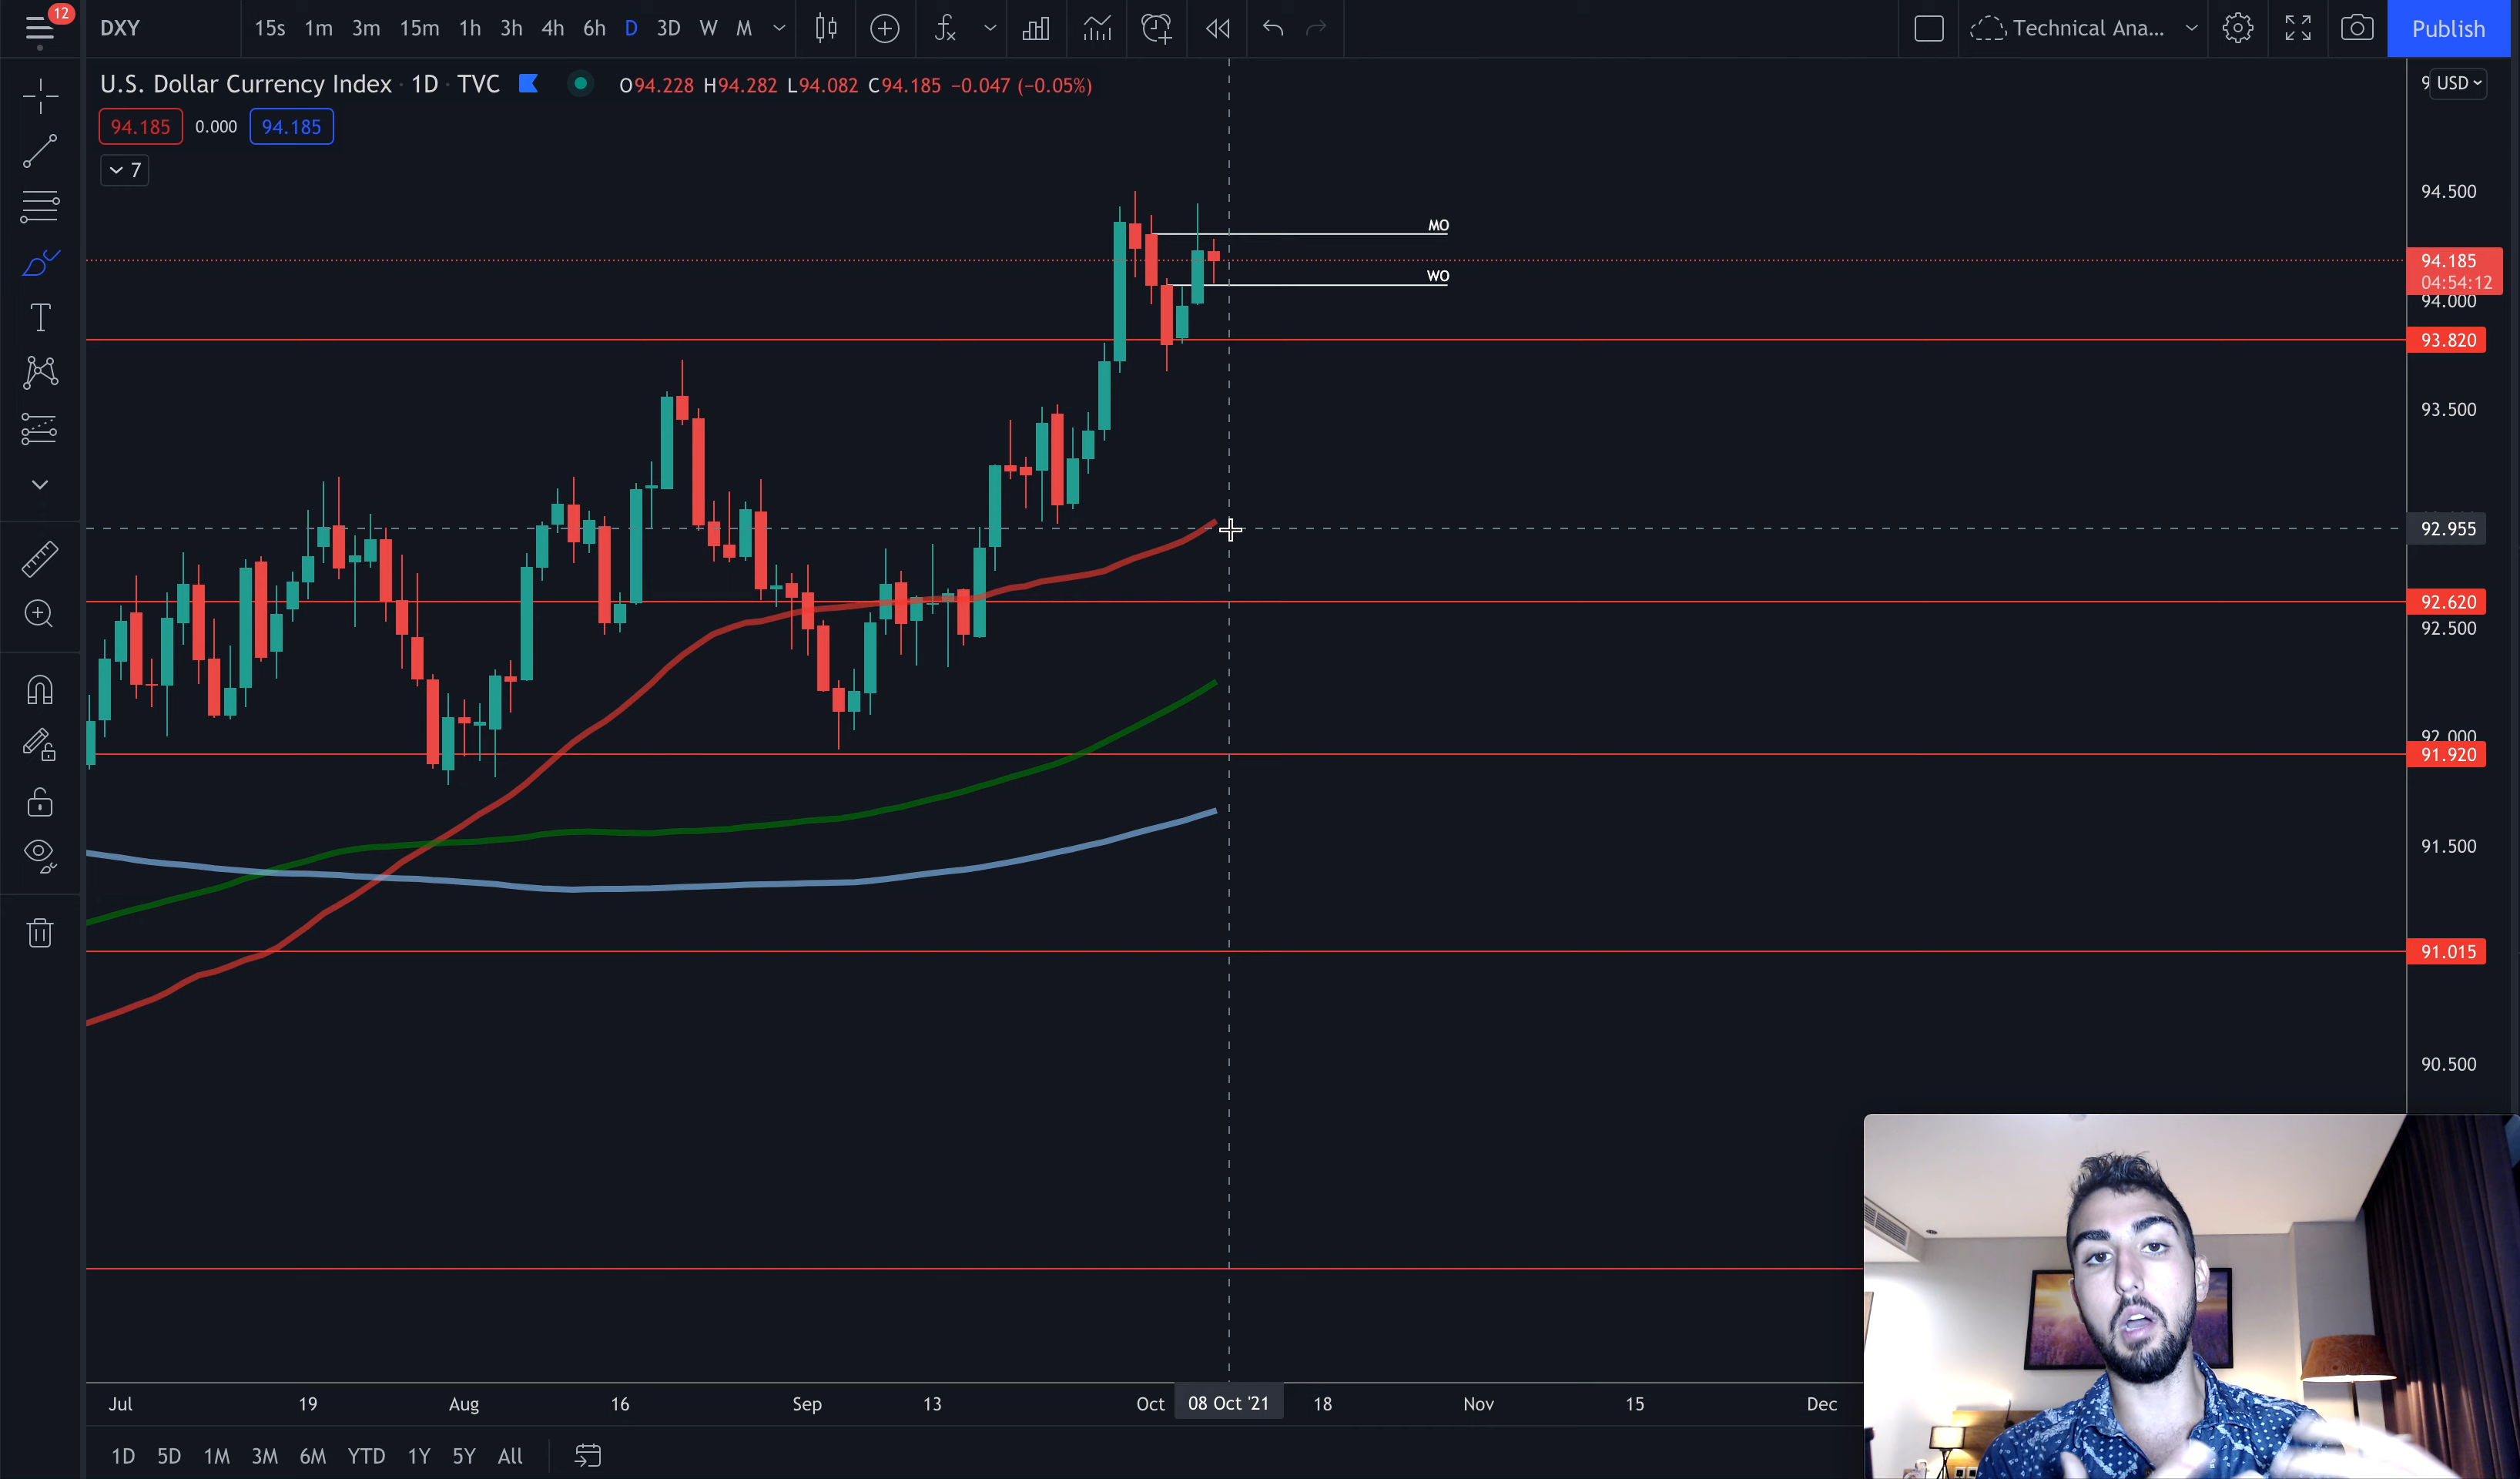 12
DXY
15s 1m 3m 15m 1h 3h 4h 6h D 3D W M
Technical Ana...
Publish
U.S. Dollar Currency Index · 1D · TVC
O94.228 H94.282 L94.082 C94.185 −0.047 (−0.05%)
USD
94.185 0.000 94.185
7
94.500
MO
94.185
WO
04:54:12
94.000
93.820
93.500
92.955
92.620
92.500
92.000
91.920
91.500
91.015
90.500
Jul 19 Aug 16 Sep 13 Oct 08 Oct '21 18 Nov 15 Dec
1D 5D 1M 3M 6M YTD 1Y 5Y All